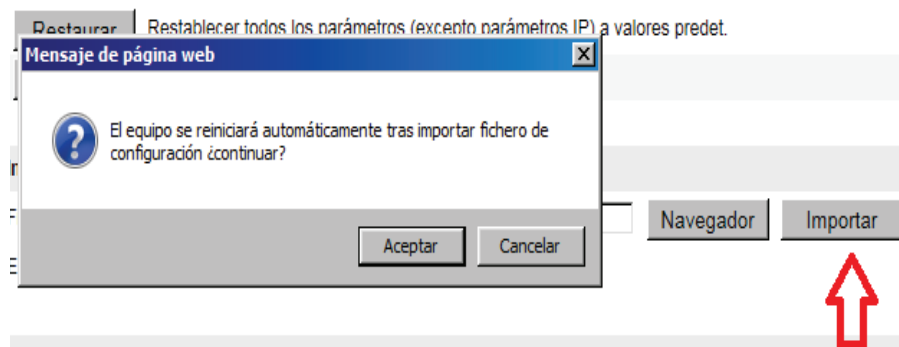 Restaurar Restablecer todos los parámetros (excepto parámetros IP) a valores predet.
Mensaje de página web
El equipo se reiniciará automáticamente tras importar fichero de
configuración ¿continuar?
Navegador Importar
Aceptar Cancelar